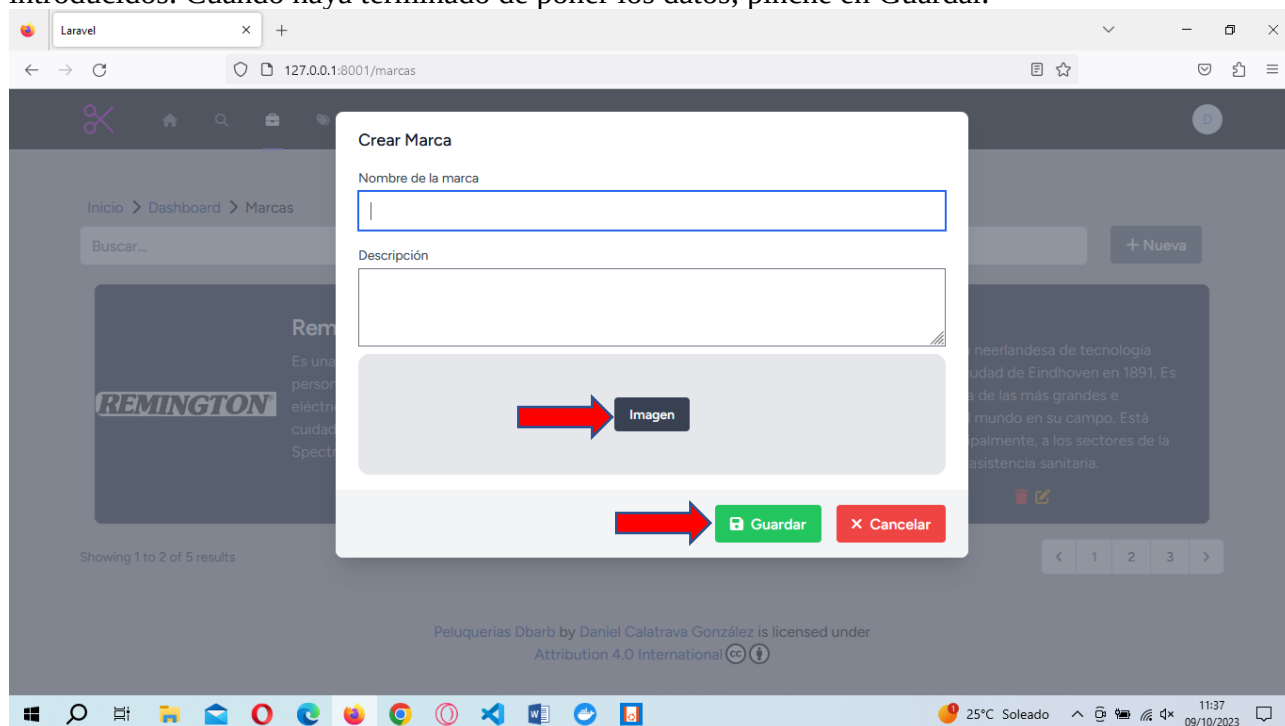 introducidos. Cuando haya terminado de poner los datos, pinche en Guardar.
Laravel
127.0.0.1:8001/marcas
D
Crear Marca
Nombre de la marca
Inicio > Dashboard > Marcas
Buscar...
+ Nueva
Descripción
Rem
Es una
person
eléctri
cuidad
Spectr
REMINGTON
neerlandesa de tecnología
udad de Eindhoven en 1891. Es
a de las más grandes e
mundo en su campo. Está
ipalmente, a los sectores de la
asistencia sanitaria.
Imagen
Guardar
Cancelar
Showing 1 to 2 of 5 results
< 1 2 3 >
Peluquerias Dbarb by Daniel Calatrava González is licensed under
Attribution 4.0 International
25°C Soleado
11:37
09/10/2023